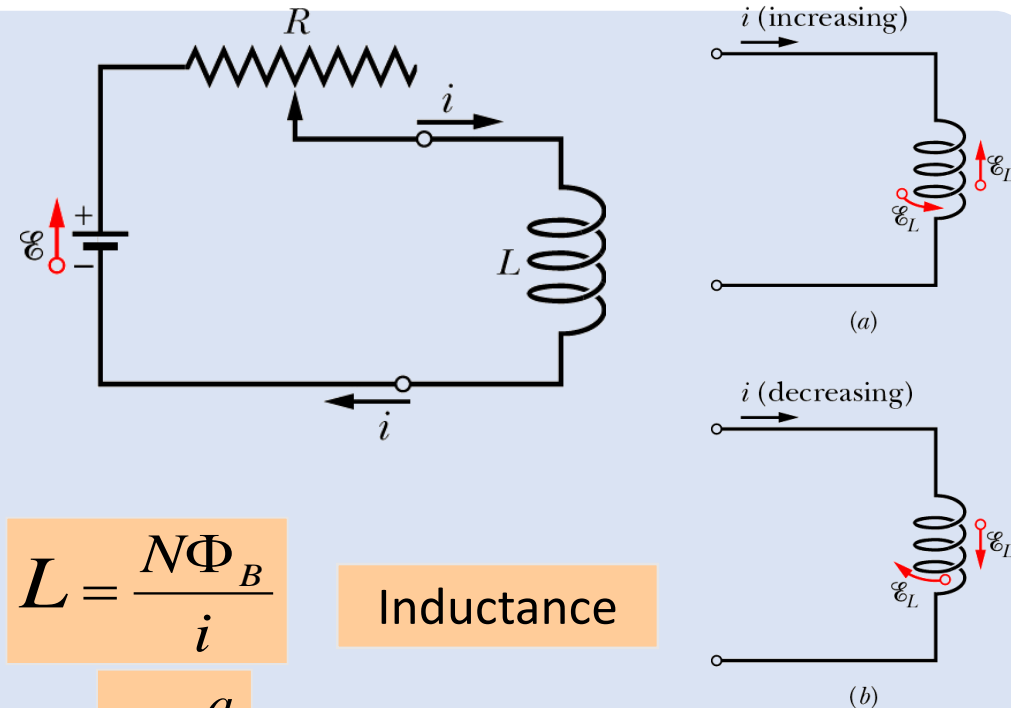 R
i
ℰ
+
−
L
i
i (increasing)
ℰL
ℰL
(a)
i (decreasing)
ℰL
ℰL
(b)
L = NΦB / i
Inductance